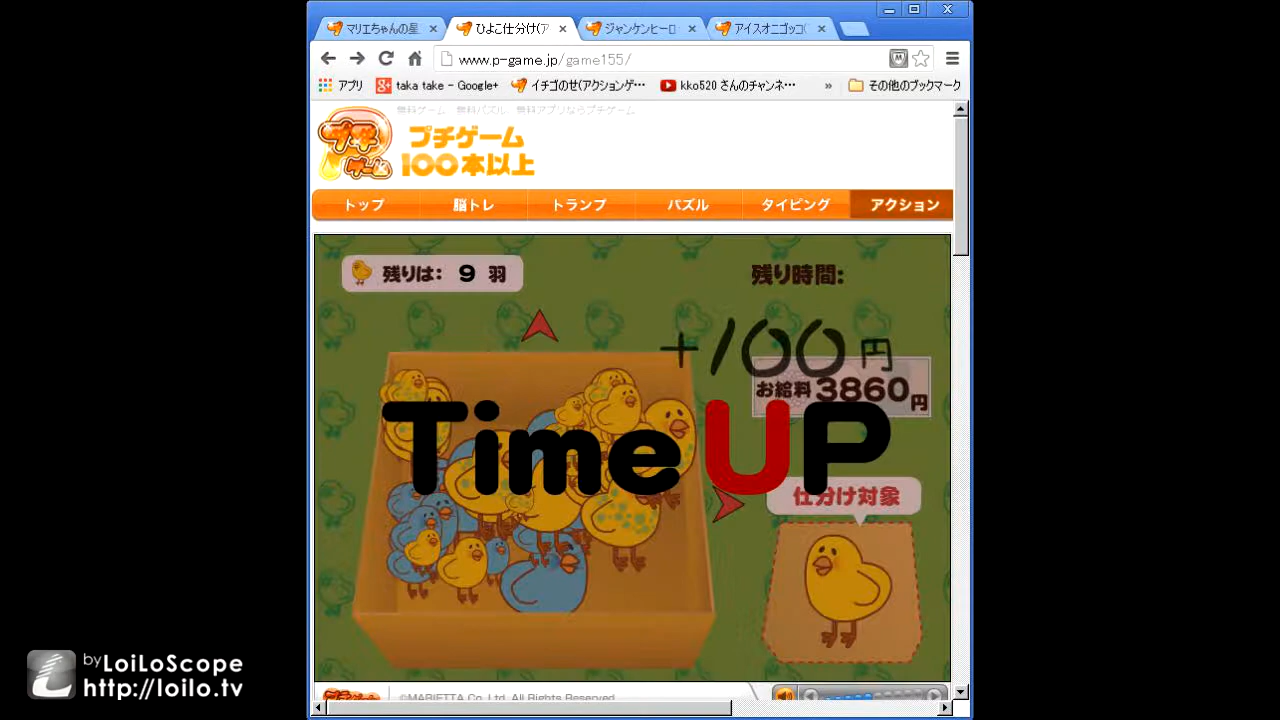 マリエちゃんの星
ひよこ仕分け(ア
ジャンケンヒーロ
アイスオニゴッコ(
www.p-game.jp/game155/
アプリ
taka take - Google+
イチゴのせ(アクションゲ…
kko520 さんのチャンネ…
»
その他のブックマーク
無料ゲーム、無料パズル、無料アプリならプチゲーム
プチ
ゲーム
プチゲーム
100本以上
トップ
脳トレ
トランプ
パズル
タイピング
アクション
残りは: 9 羽
残り時間:
+100円
お給料3860円
Time UP
仕分け対象
©MARIETTA Co. Ltd. All Rights Reserved
by LoiLoScope
http://loilo.tv